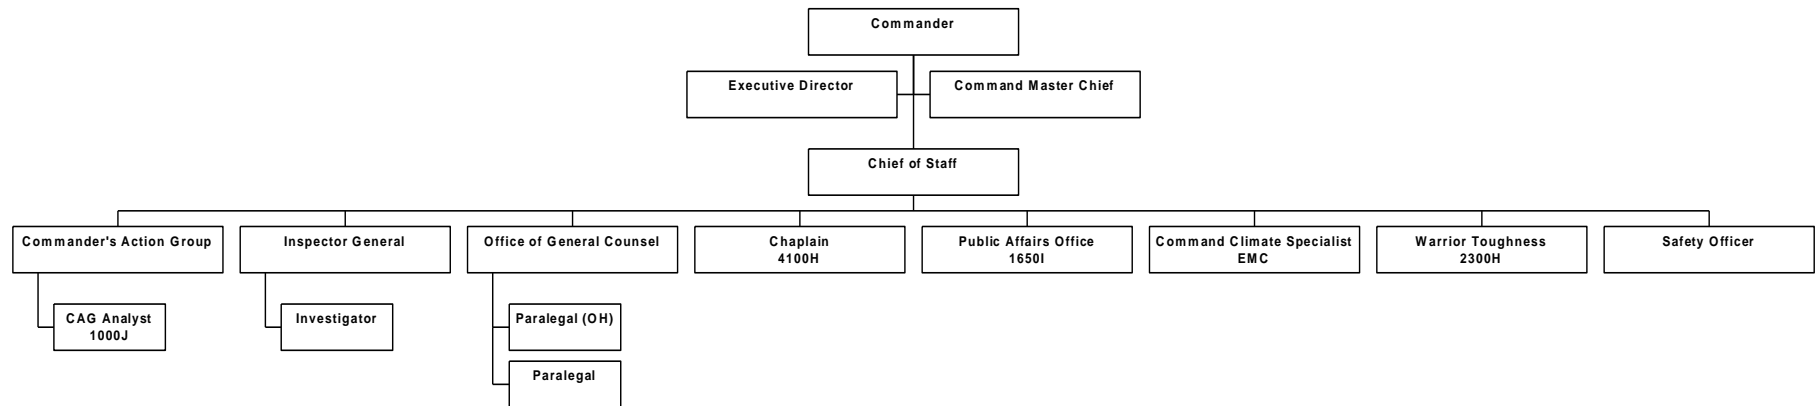 Commander
Executive Director
Command Master Chief
Chief of Staff
Commander's Action Group
Inspector General
Office of General Counsel
Chaplain
4100H
Public Affairs Office
1650I
Command Climate Specialist
EMC
Warrior Toughness
2300H
Safety Officer
CAG Analyst
1000J
Investigator
Paralegal (OH)
Paralegal